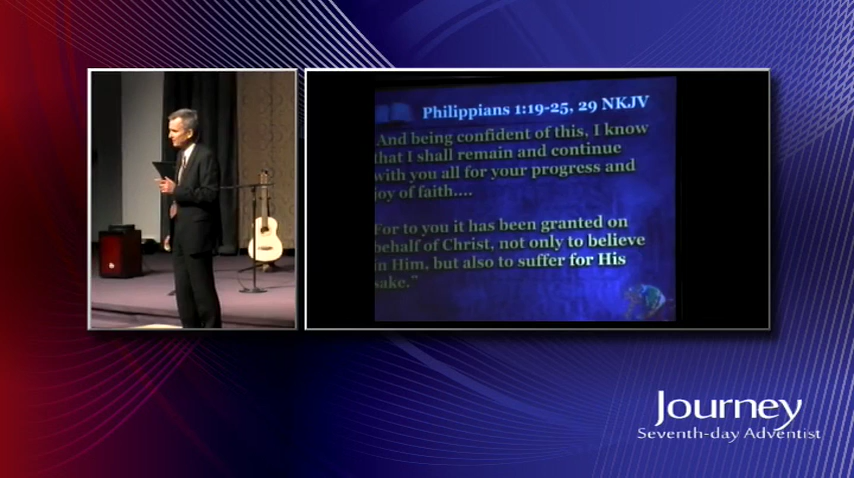 Philippians 1:19-25, 29 NKJV
And being confident of this, I know
that I shall remain and continue
with you all for your progress and
joy of faith....
For to you it has been granted on
behalf of Christ, not only to believe
in Him, but also to suffer for His
sake."
Journey
Seventh-day Adventist